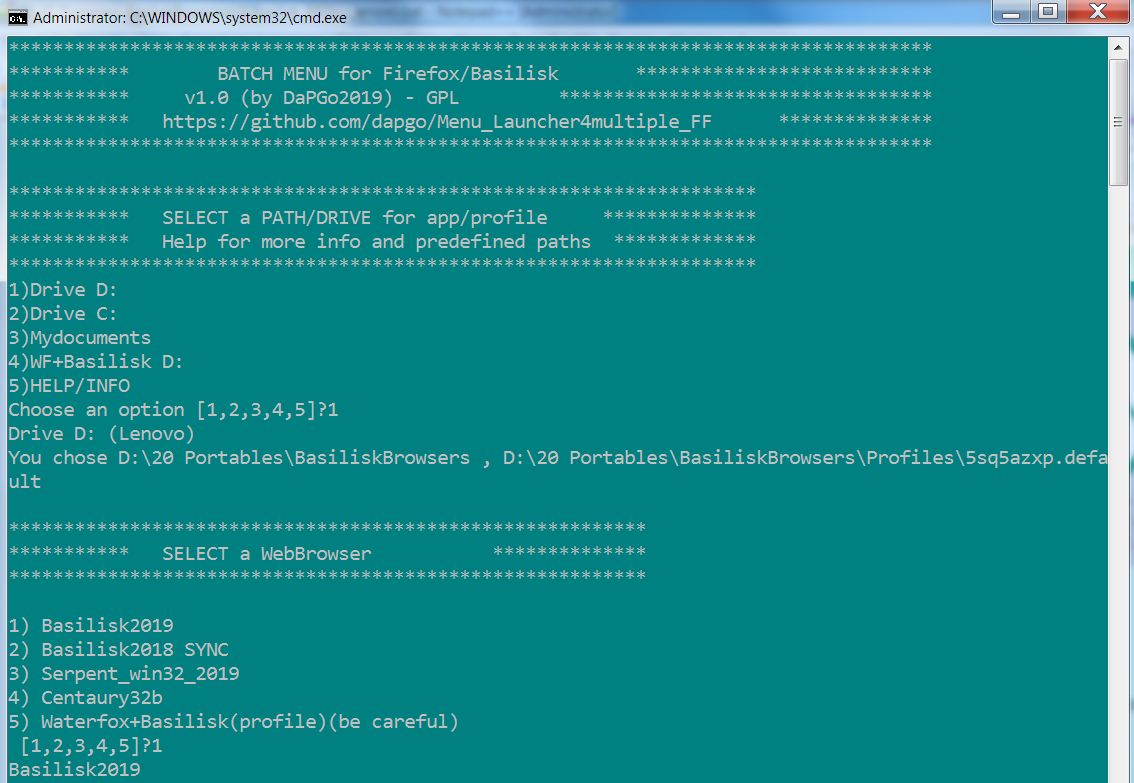 Administrator: C:\WINDOWS\system32\cmd.exe
************************************************************************************
***********        BATCH MENU for Firefox/Basilisk       ***************************
***********     v1.0 (by DaPGo2019) - GPL         **********************************
***********   https://github.com/dapgo/Menu_Launcher4multiple_FF      **************
************************************************************************************
********************************************************************
***********   SELECT a PATH/DRIVE for app/profile     **************
***********   Help for more info and predefined paths  *************
********************************************************************
1)Drive D:
2)Drive C:
3)Mydocuments
4)WF+Basilisk D:
5)HELP/INFO
Choose an option [1,2,3,4,5]?1
Drive D: (Lenovo)
You chose D:\20 Portables\BasiliskBrowsers , D:\20 Portables\BasiliskBrowsers\Profiles\5sq5azxp.defa
ult
**********************************************************
***********   SELECT a WebBrowser           **************
**********************************************************
1) Basilisk2019
2) Basilisk2018 SYNC
3) Serpent_win32_2019
4) Centaury32b
5) Waterfox+Basilisk(profile)(be careful)
 [1,2,3,4,5]?1
Basilisk2019